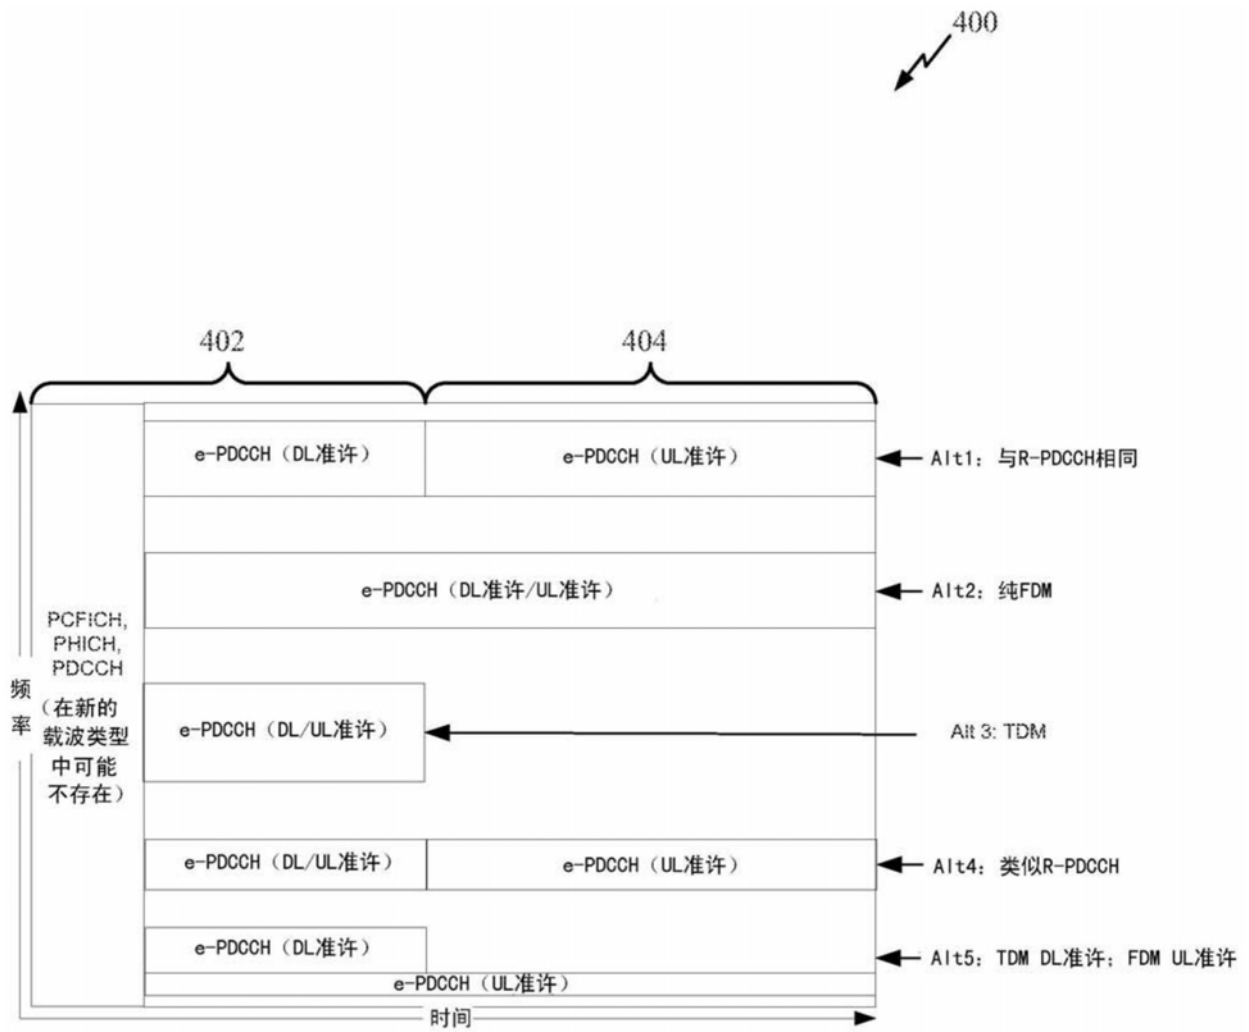 400
402
404
e-PDCCH（DL准许）
e-PDCCH（UL准许）
Alt1：与R-PDCCH相同
e-PDCCH（DL准许/UL准许）
Alt2：纯FDM
PCFICH,
PHICH,
PDCCH
（在新的
载波类型
中可能
不存在）
频
率
e-PDCCH（DL/UL准许）
Alt 3: TDM
e-PDCCH（DL/UL准许）
e-PDCCH（UL准许）
Alt4：类似R-PDCCH
e-PDCCH（DL准许）
Alt5：TDM DL准许；FDM UL准许
e-PDCCH（UL准许）
时间